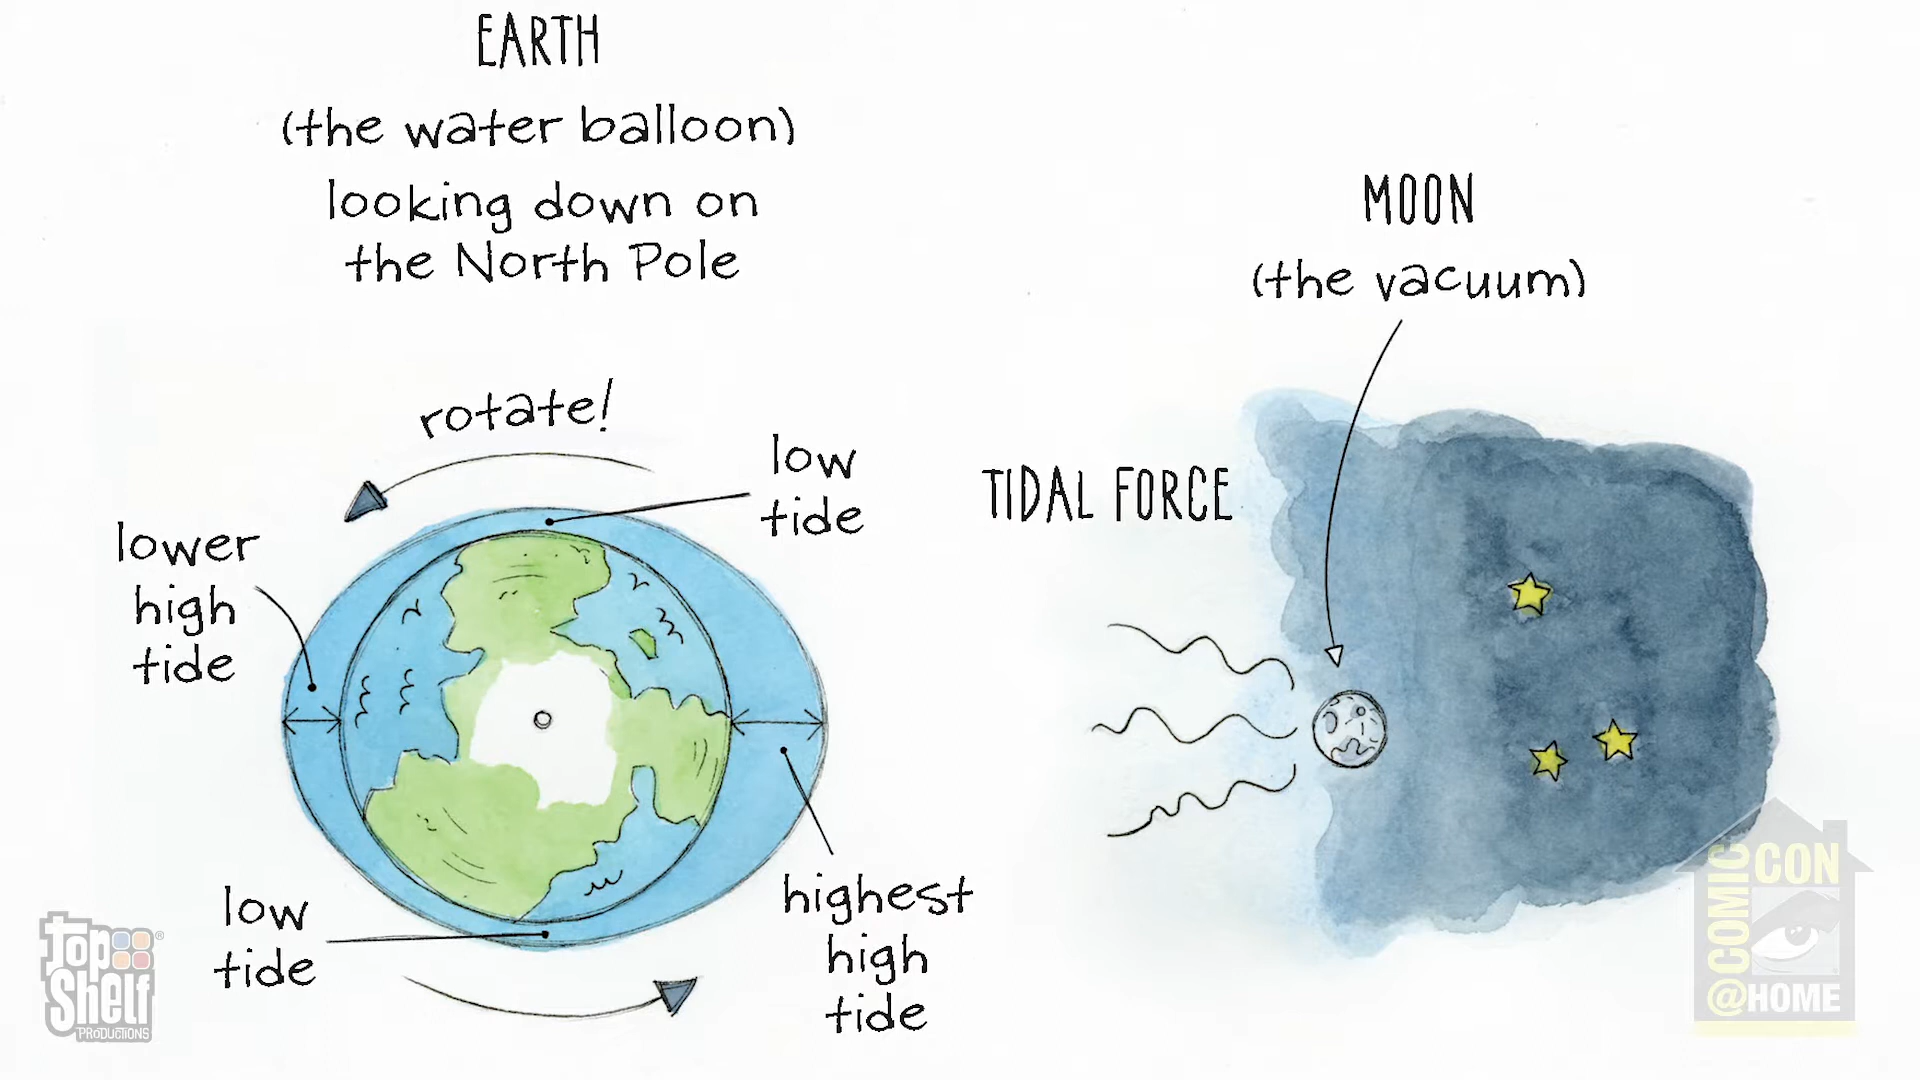 EARTH
(the water balloon)
looking down on
the North Pole
MOON
(the vacuum)
rotate!
low
tide
TIDAL FORCE
lower
high
tide
low
tide
highest
high
tide
Top
Shelf
PRODUCTIONS
®
COMIC
CON
@HOME